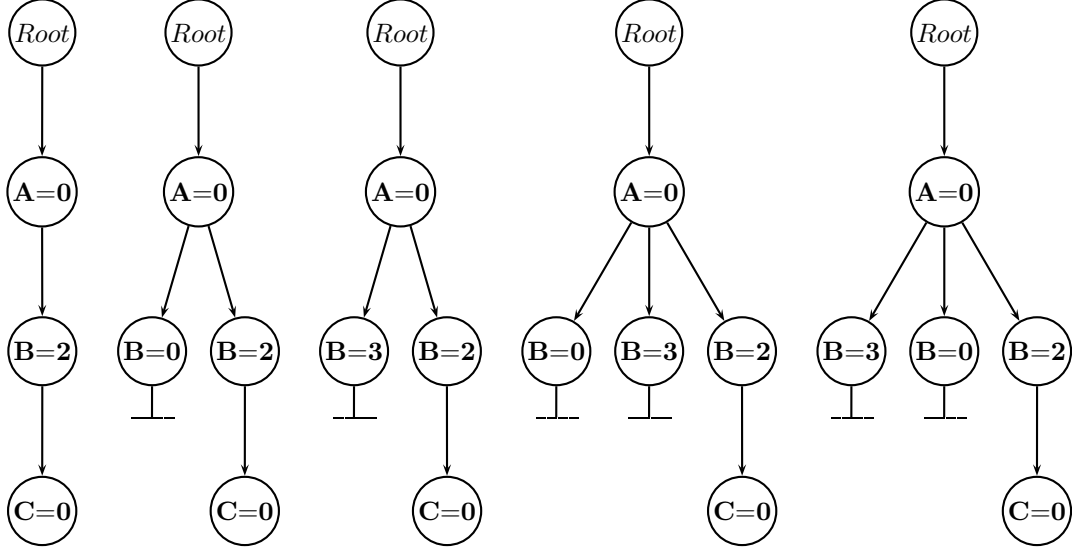 Root Root Root Root Root
A=0 A=0 A=0 A=0 A=0
B=2 B=0 B=2 B=3 B=2 B=0 B=3 B=2 B=3 B=0 B=2
C=0 C=0 C=0 C=0 C=0